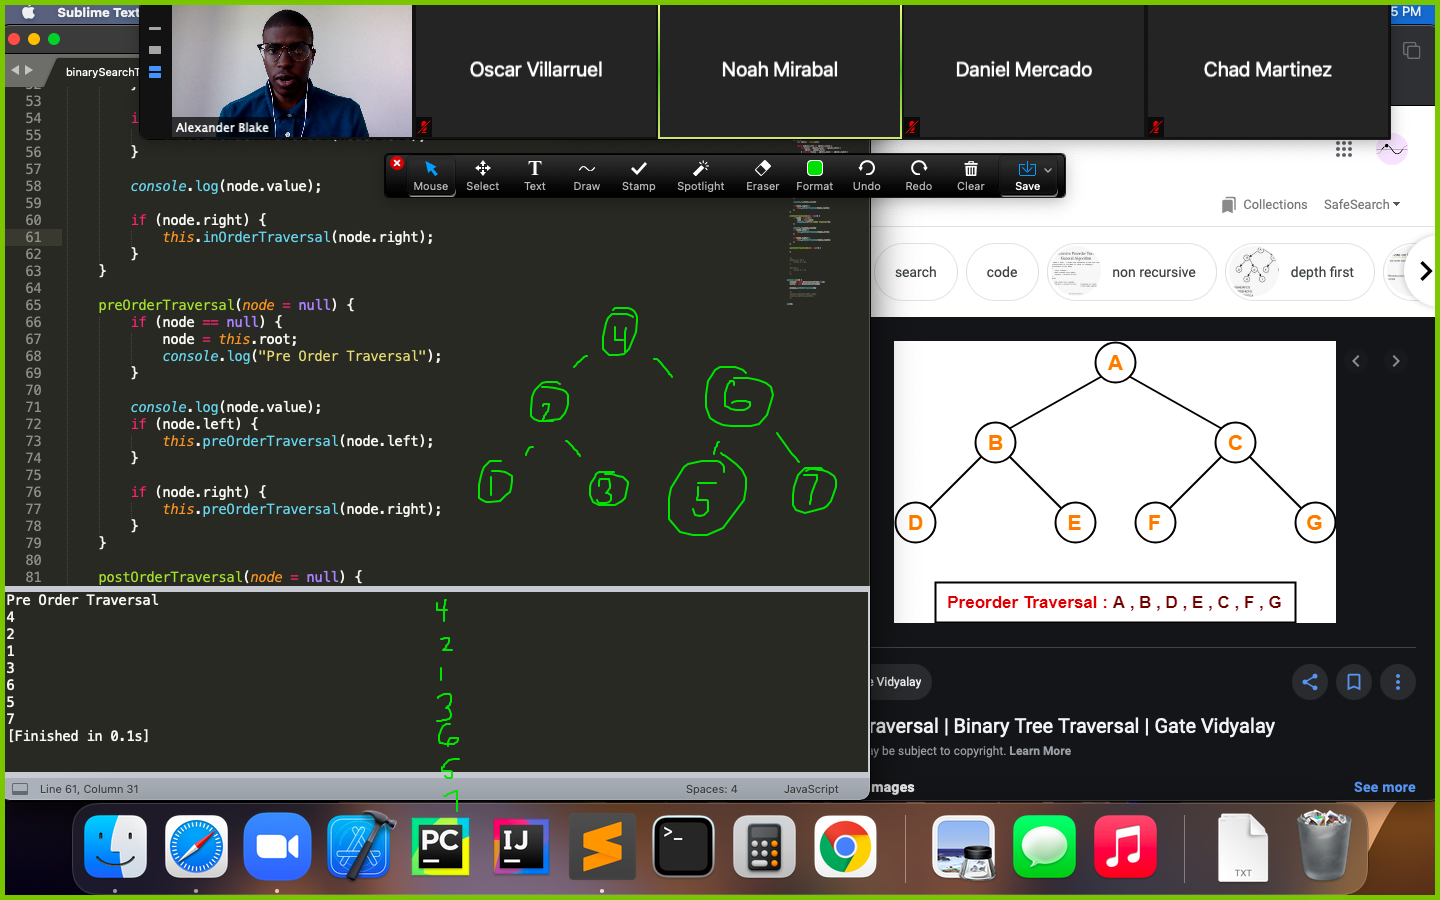 Sublime Text
5 PM
Alexander Blake
Oscar Villarruel
Noah Mirabal
Daniel Mercado
Chad Martinez
Mouse Select Text Draw Stamp Spotlight Eraser Format Undo Redo Clear Save
binarySearchT
53
54 i
55
56 }
57
58 console.log(node.value);
59
60 if (node.right) {
61 this.inOrderTraversal(node.right);
62 }
63 }
64
65 preOrderTraversal(node = null) {
66 if (node == null) {
67 node = this.root;
68 console.log("Pre Order Traversal");
69 }
70
71 console.log(node.value);
72 if (node.left) {
73 this.preOrderTraversal(node.left);
74 }
75
76 if (node.right) {
77 this.preOrderTraversal(node.right);
78 }
79 }
80
81 postOrderTraversal(node = null) {
4
2 6
1 3 5 7
Pre Order Traversal
4
2
1
3
6
5
7
[Finished in 0.1s]
4
2
1
3
6
5
7
Line 61, Column 31 Spaces: 4 JavaScript
Collections SafeSearch
search code non recursive depth first
A
B C
D E F G
Preorder Traversal : A , B , D , E , C , F , G
e Vidyalay
raversal | Binary Tree Traversal | Gate Vidyalay
ay be subject to copyright. Learn More
mages See more
PC IJ >_ TXT